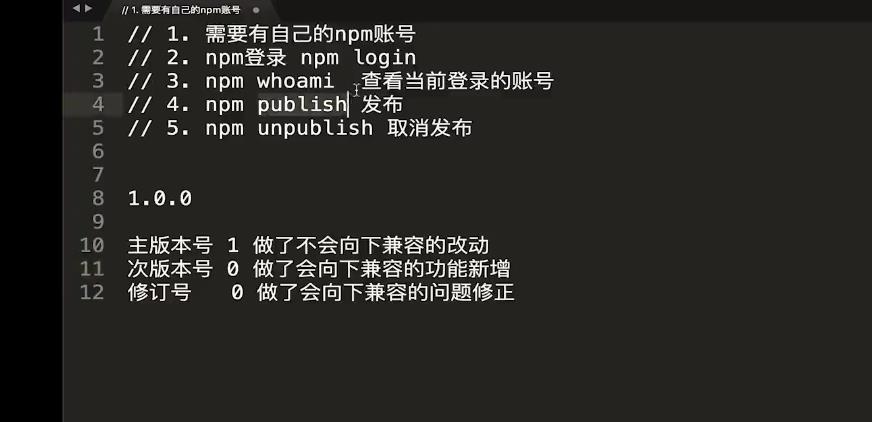 // 1. 需要有自己的npm账号
1 // 1. 需要有自己的npm账号
2 // 2. npm登录 npm login
3 // 3. npm whoami 查看当前登录的账号
4 // 4. npm publish 发布
5 // 5. npm unpublish 取消发布
6
7
8 1.0.0
9
10 主版本号 1 做了不会向下兼容的改动
11 次版本号 0 做了会向下兼容的功能新增
12 修订号 0 做了会向下兼容的问题修正